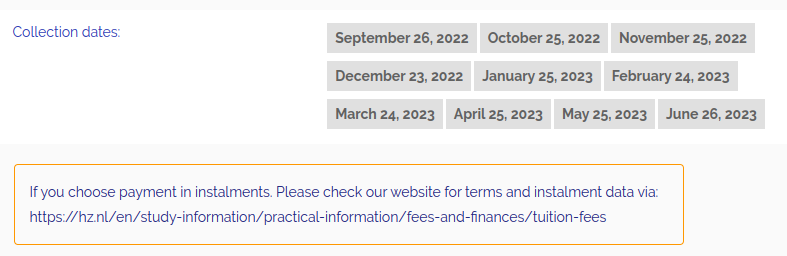 Collection dates:
September 26, 2022 October 25, 2022 November 25, 2022
December 23, 2022 January 25, 2023 February 24, 2023
March 24, 2023 April 25, 2023 May 25, 2023 June 26, 2023
If you choose payment in instalments. Please check our website for terms and instalment data via:
https://hz.nl/en/study-information/practical-information/fees-and-finances/tuition-fees